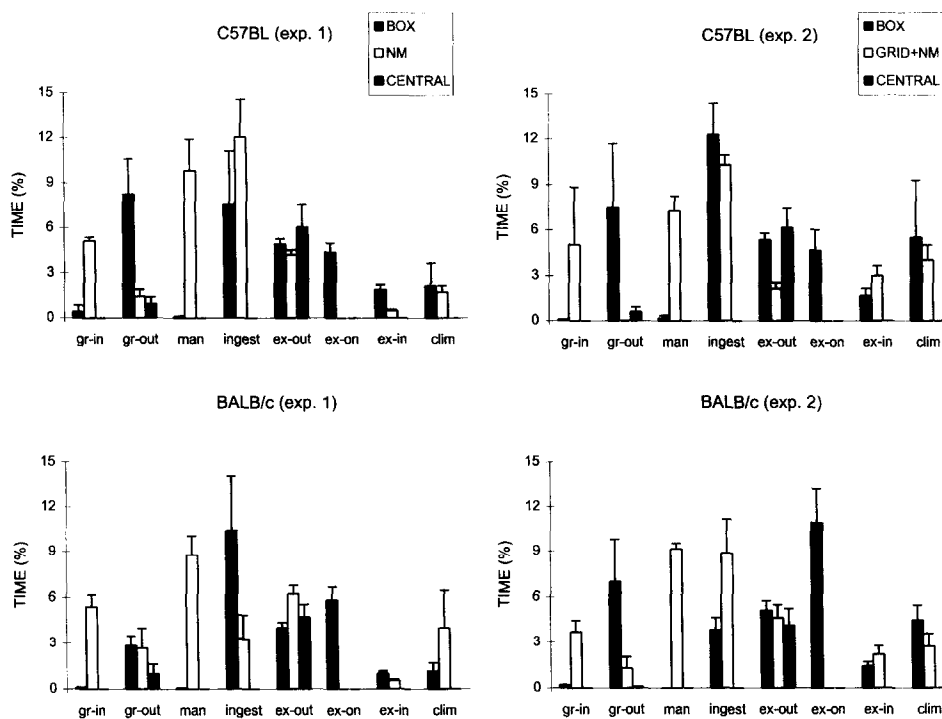 C57BL (exp. 1)
BOX
NM
CENTRAL
TIME (%)
15
12
9
6
3
0
gr-in gr-out man ingest ex-out ex-on ex-in clim
C57BL (exp. 2)
BOX
GRID+NM
CENTRAL
TIME (%)
15
12
9
6
3
0
gr-in gr-out man ingest ex-out ex-on ex-in clim
BALB/c (exp. 1)
TIME (%)
15
12
9
6
3
0
gr-in gr-out man ingest ex-out ex-on ex-in clim
BALB/c (exp. 2)
TIME (%)
15
12
9
6
3
0
gr-in gr-out man ingest ex-out ex-on ex-in clim